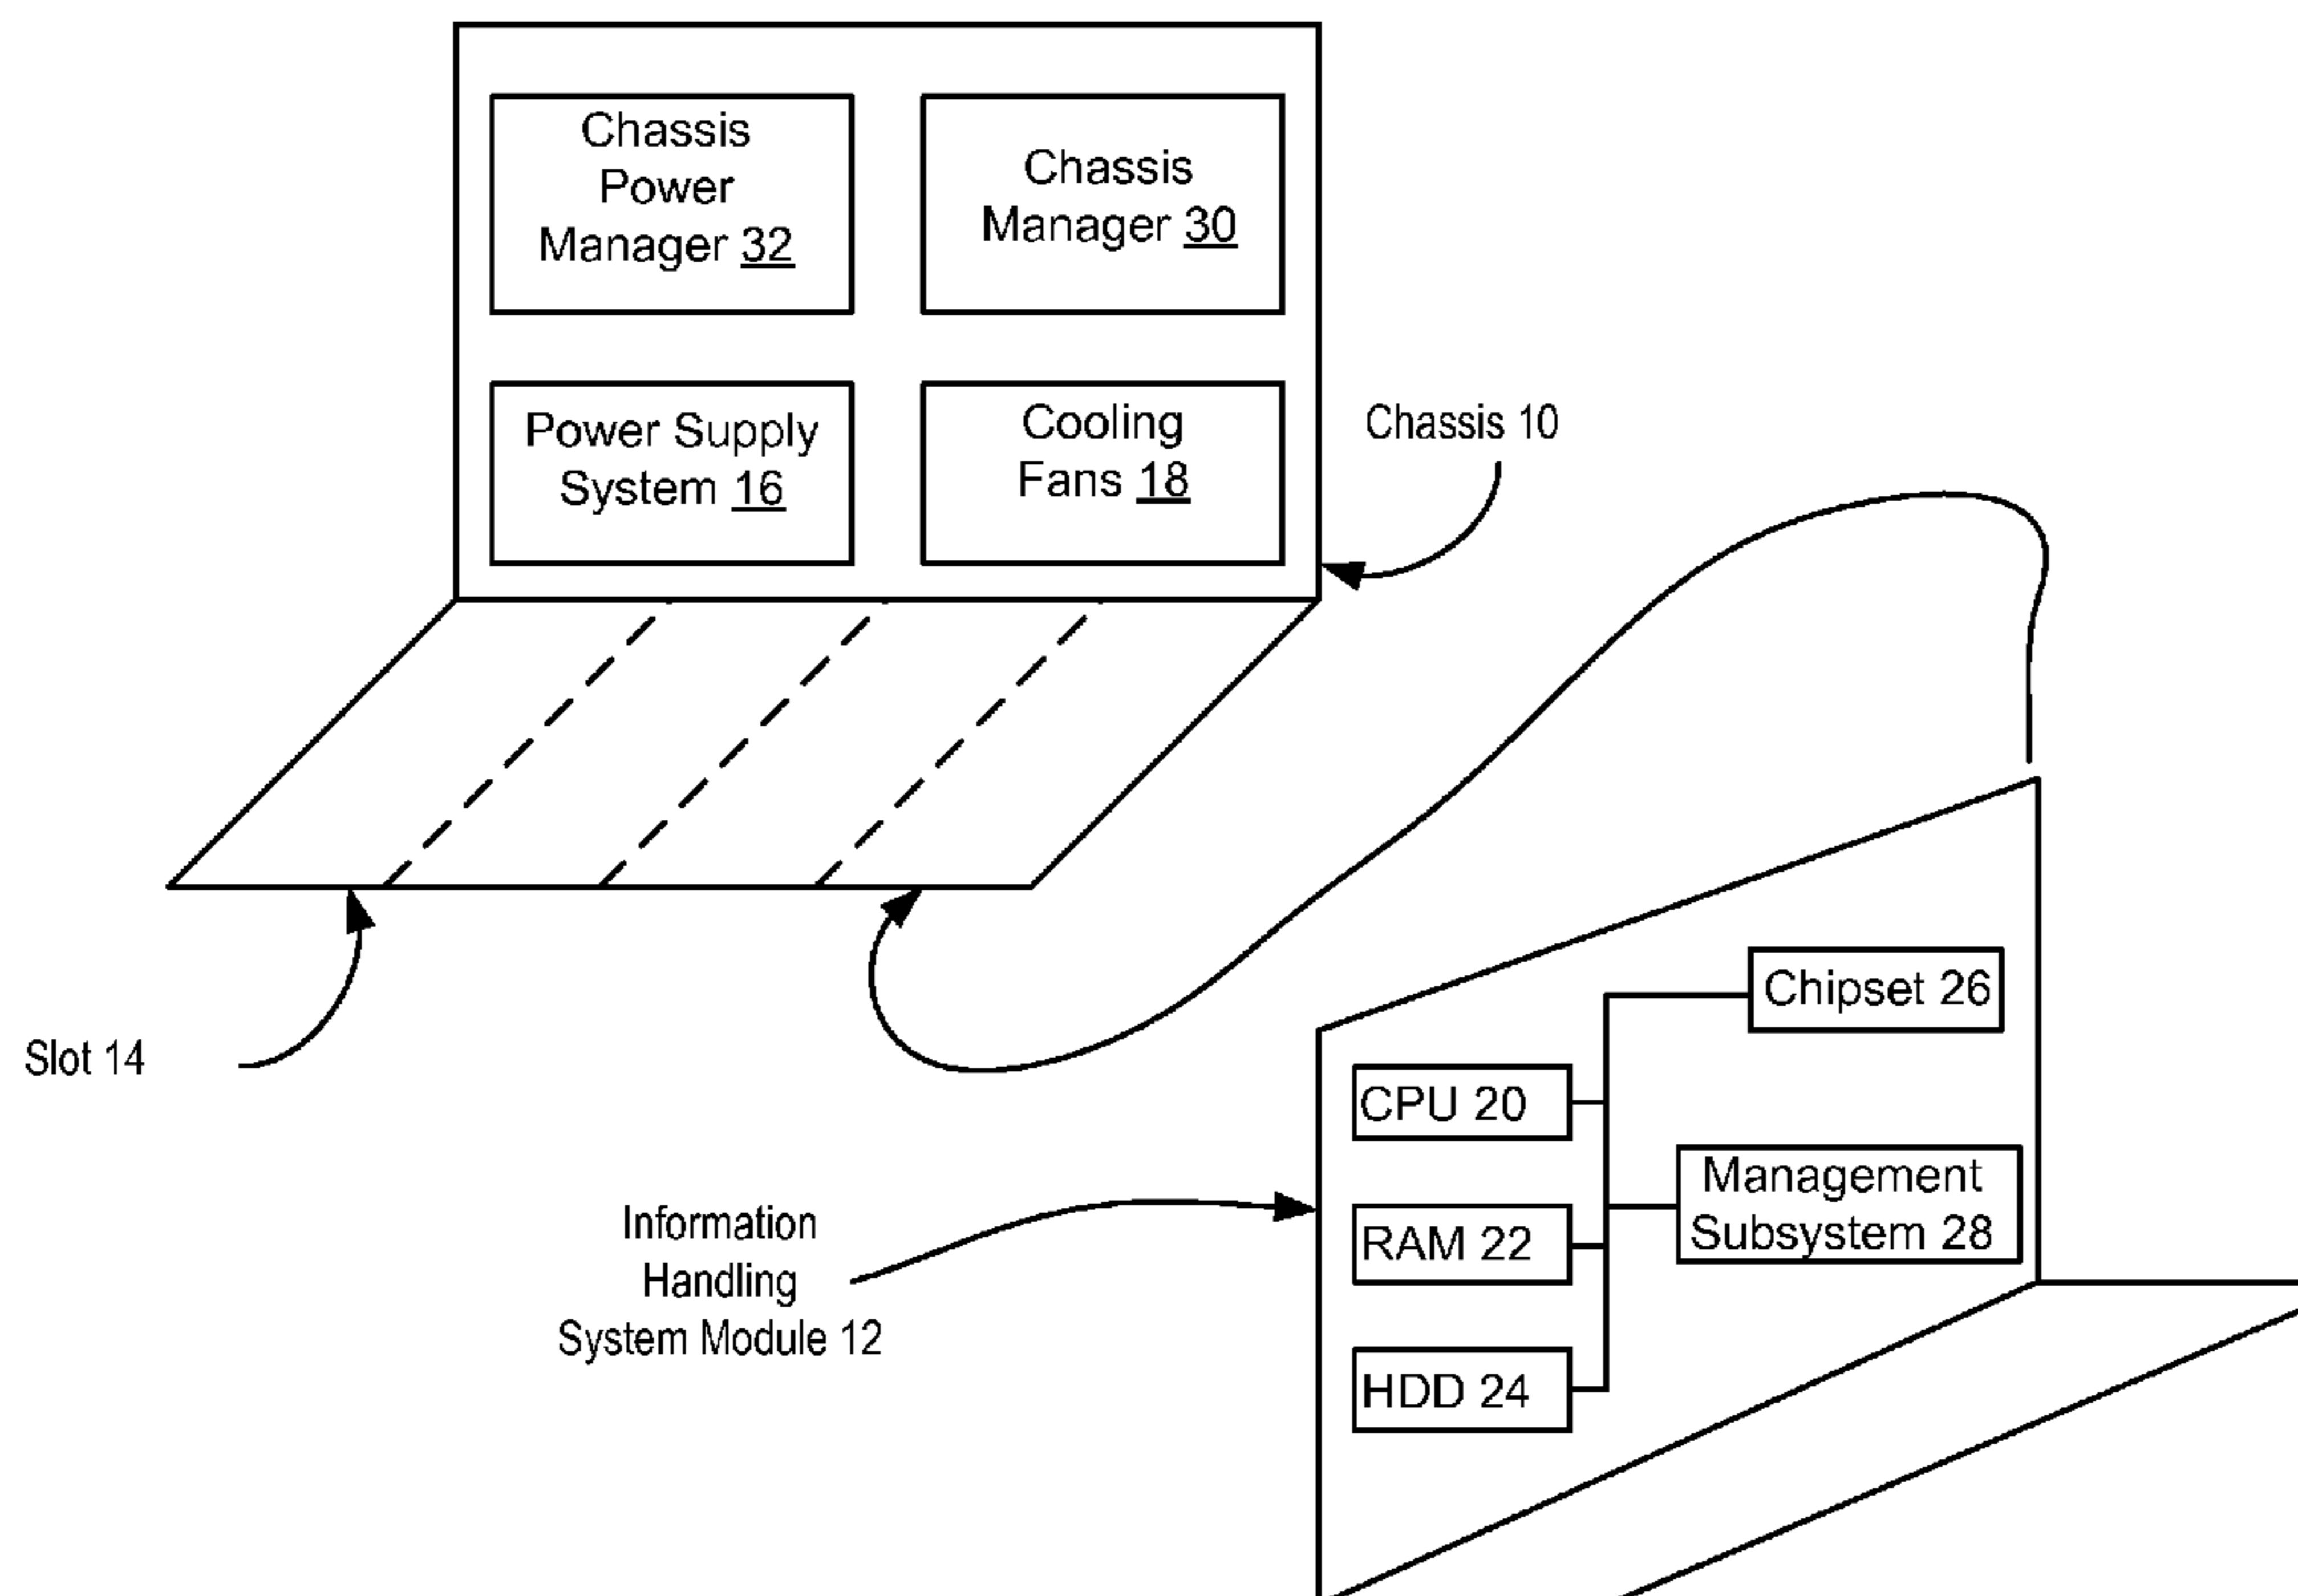 Chassis
Power
Manager 32
Chassis
Manager 30
Power Supply
System 16
Cooling
Fans 18
Chassis 10
Slot 14
Information
Handling
System Module 12
Chipset 26
CPU 20
Management
Subsystem 28
RAM 22
HDD 24